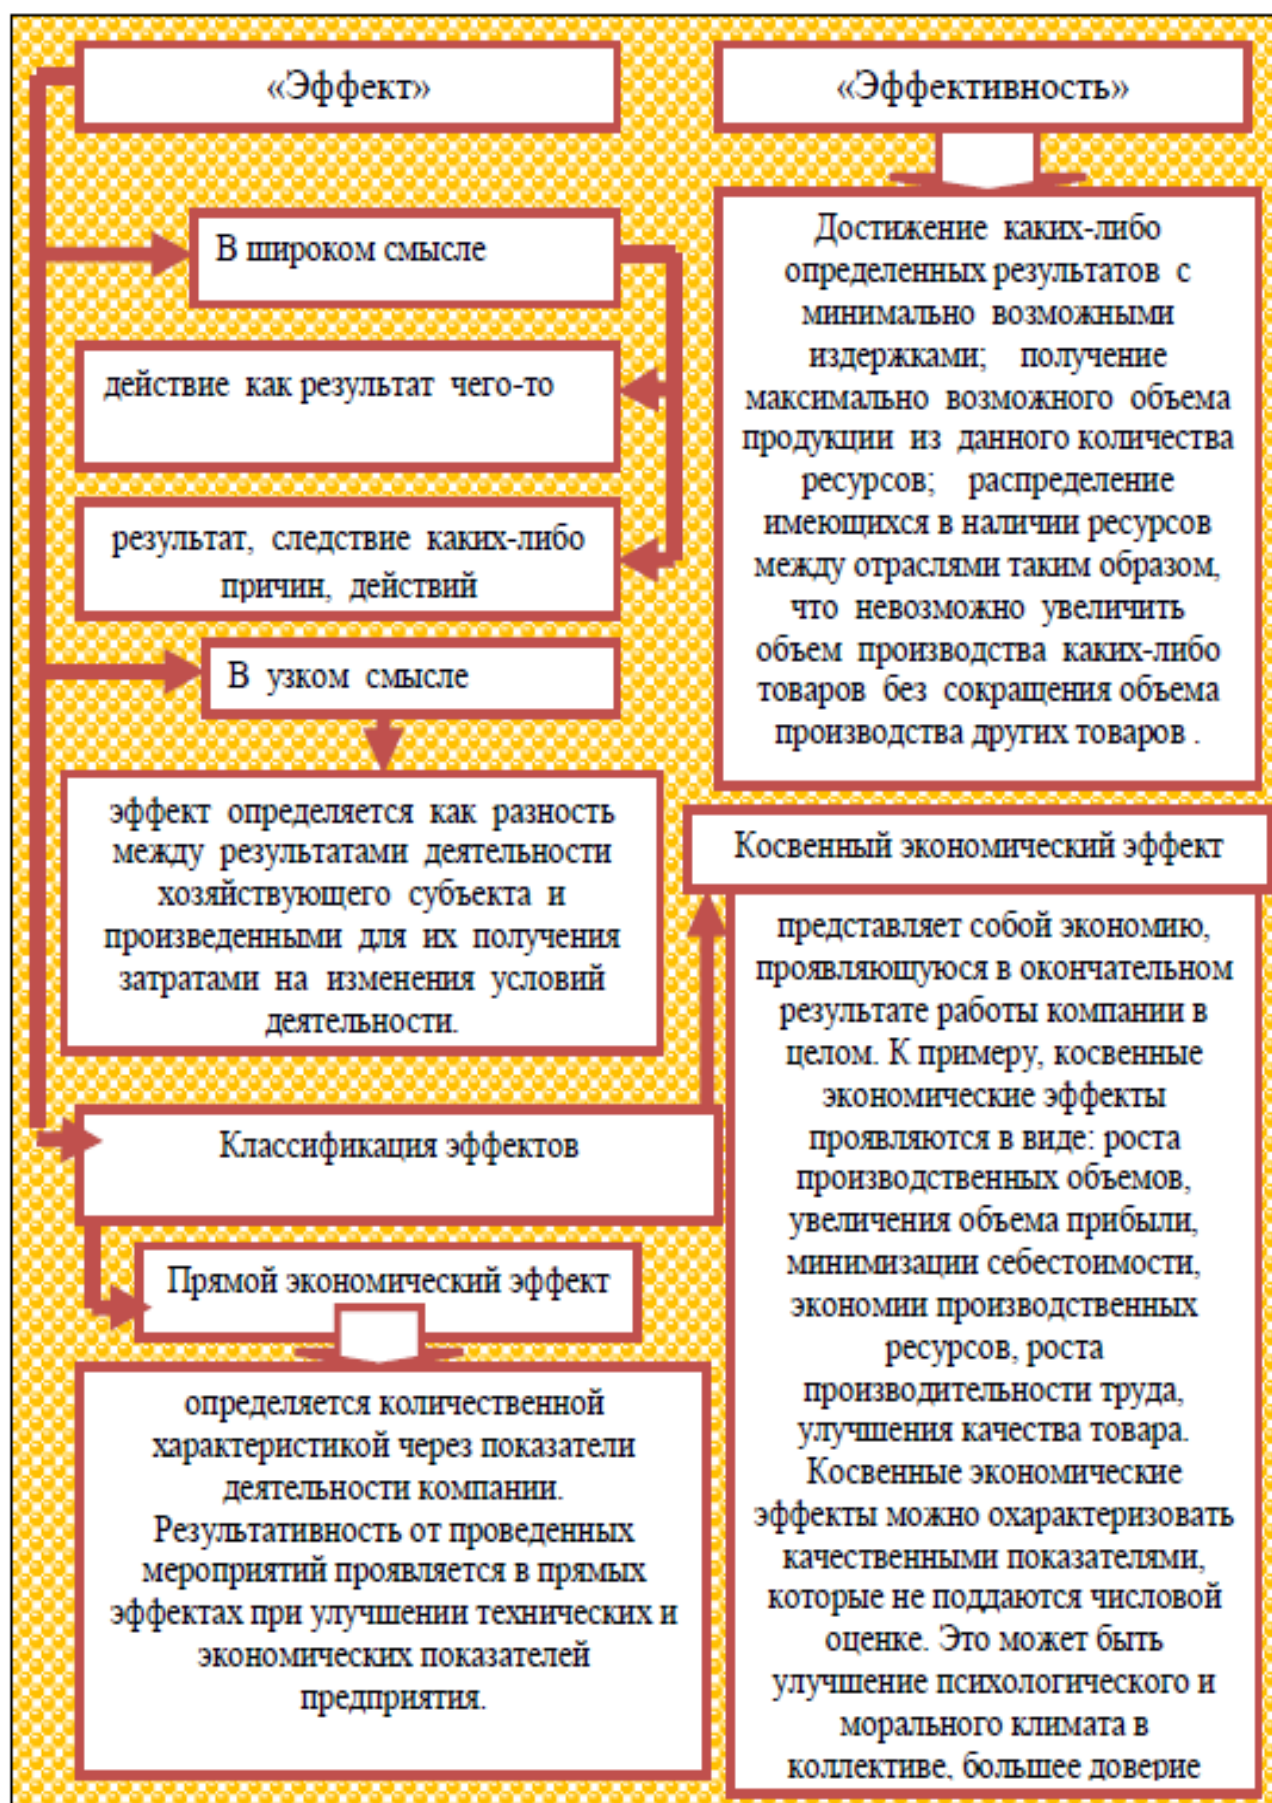 «Эффект»
«Эффективность»
В широком смысле
действие как результат чего-то
результат, следствие каких-либо
причин, действий
В узком смысле
эффект определяется как разность
между результатами деятельности
хозяйствующего субъекта и
произведенными для их получения
затратами на изменения условий
деятельности.
Достижение каких-либо
определенных результатов с
минимально возможными
издержками; получение
максимально возможного объема
продукции из данного количества
ресурсов; распределение
имеющихся в наличии ресурсов
между отраслями таким образом,
что невозможно увеличить
объем производства каких-либо
товаров без сокращения объема
производства других товаров .
Классификация эффектов
Прямой экономический эффект
определяется количественной
характеристикой через показатели
деятельности компании.
Результативность от проведенных
мероприятий проявляется в прямых
эффектах при улучшении технических и
экономических показателей
предприятия.
Косвенный экономический эффект
представляет собой экономию,
проявляющуюся в окончательном
результате работы компании в
целом. К примеру, косвенные
экономические эффекты
проявляются в виде: роста
производственных объемов,
увеличения объема прибыли,
минимизации себестоимости,
экономии производственных
ресурсов, роста
производительности труда,
улучшения качества товара.
Косвенные экономические
эффекты можно охарактеризовать
качественными показателями,
которые не поддаются числовой
оценке. Это может быть
улучшение психологического и
морального климата в
коллективе, большее доверие